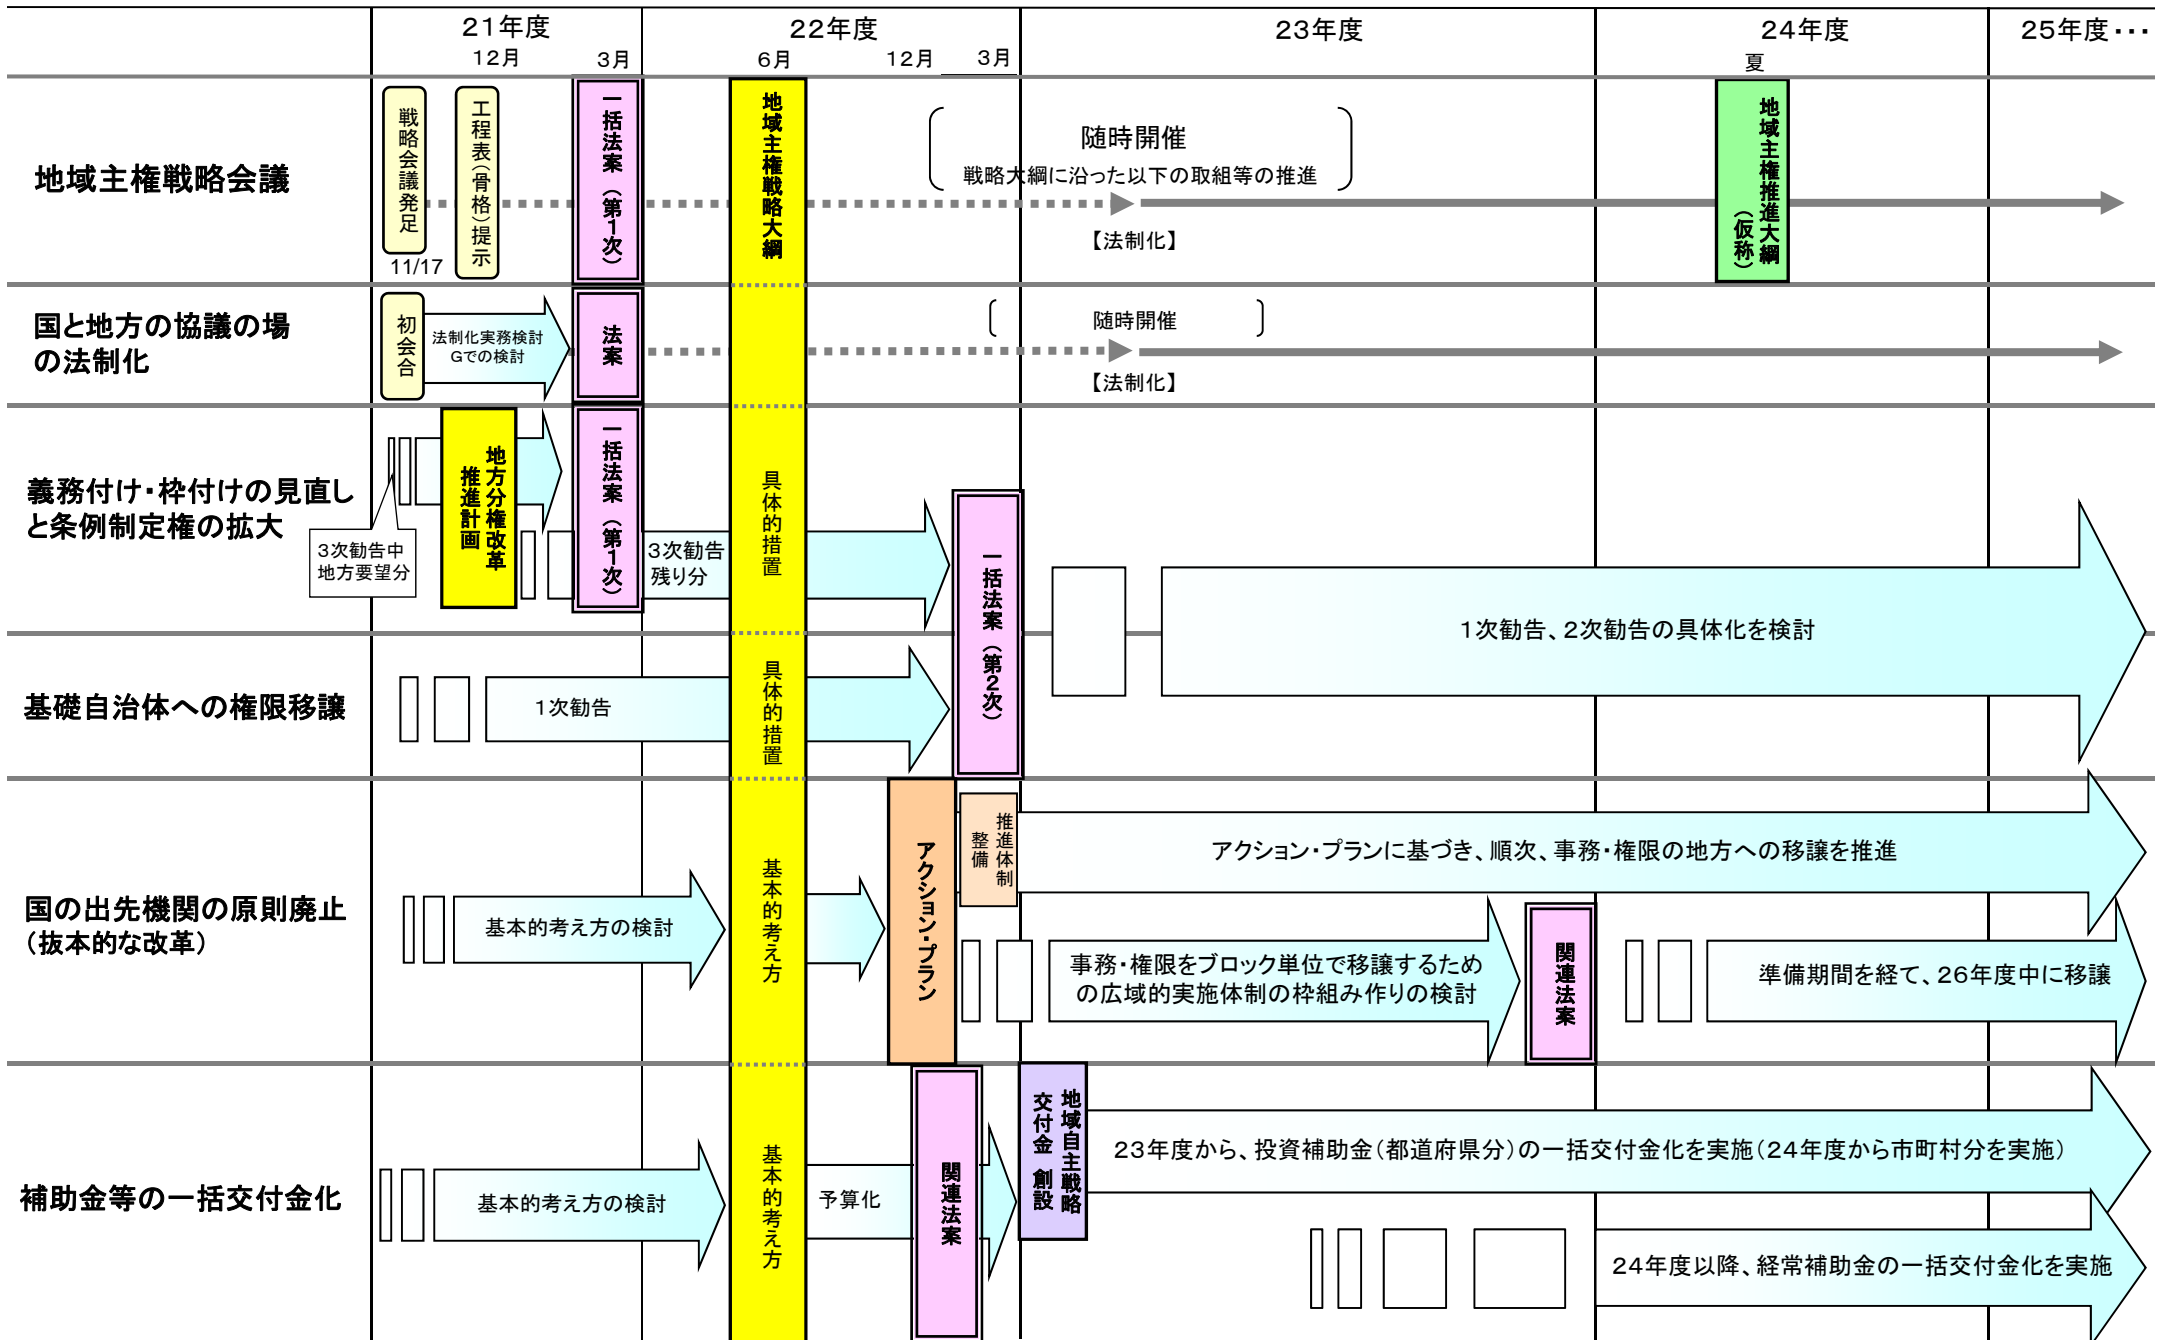 21年度
22年度
23年度
24年度
25年度･･･
12月
3月
6月
12月
3月
夏
地域主権戦略会議
戦略会議発足
11/17
工程表（骨格）提示
一括法案（第1次）
地域主権戦略大綱
随時開催
戦略大綱に沿った以下の取組等の推進
【法制化】
地域主権推進大綱
（仮称）
国と地方の協議の場
の法制化
初会合
法制化実務検討
Gでの検討
法案
随時開催
【法制化】
義務付け・枠付けの見直し
と条例制定権の拡大
3次勧告中
地方要望分
地方分権改革
推進計画
一括法案（第1次）
3次勧告
残り分
具体的措置
一括法案（第2次）
1次勧告、2次勧告の具体化を検討
基礎自治体への権限移譲
1次勧告
具体的措置
国の出先機関の原則廃止
（抜本的な改革）
基本的考え方の検討
基本的考え方
アクション・プラン
推進体制
整備
アクション・プランに基づき、順次、事務・権限の地方への移譲を推進
事務・権限をブロック単位で移譲するため
の広域的実施体制の枠組み作りの検討
関連法案
準備期間を経て、26年度中に移譲
補助金等の一括交付金化
基本的考え方の検討
基本的考え方
予算化
関連法案
地域自主戦略
交付金 創設
23年度から、投資補助金（都道府県分）の一括交付金化を実施（24年度から市町村分を実施）
24年度以降、経常補助金の一括交付金化を実施